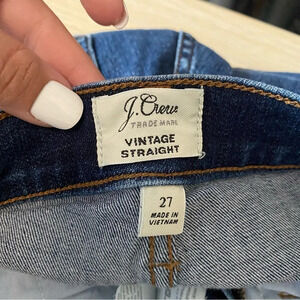 J.Crew
TRADE MARK
VINTAGE
STRAIGHT
27
MADE IN
VIETNAM